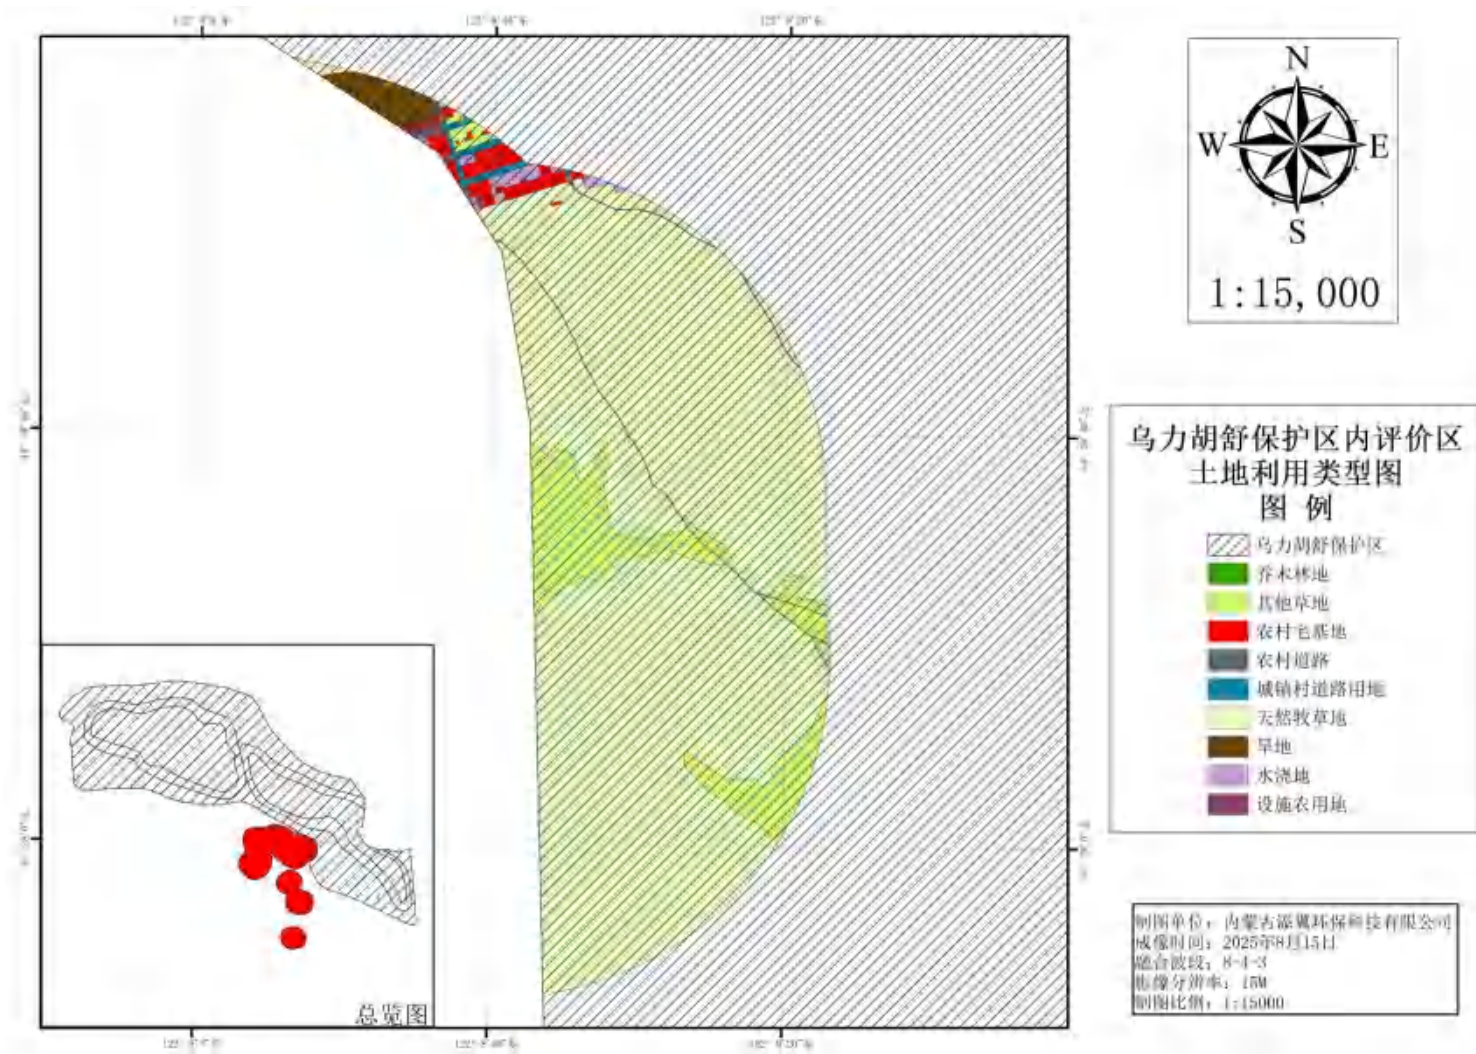 N
W
E
S
1:15,000
乌力胡舒保护区内评价区
土地利用类型图
图 例
乌力胡舒保护区
乔木林地
其他草地
农村宅基地
农村道路
城镇村道路用地
天然牧草地
旱地
水浇地
设施农用地
总览图
制图单位：内蒙古 环保科技有限公司
成像时间：2025年8月15日
融合波段：8-4-3
影像分辨率：15M
制图比例：1:15000